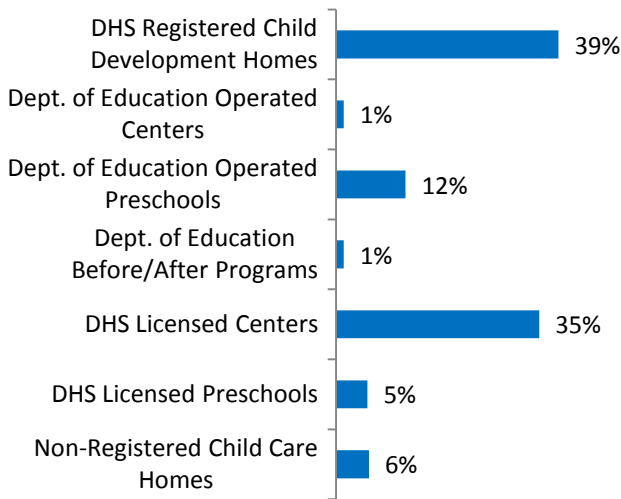 DHS Registered Child
Development Homes
39%
Dept. of Education Operated
Centers
1%
Dept. of Education Operated
Preschools
12%
Dept. of Education
Before/After Programs
1%
DHS Licensed Centers
35%
DHS Licensed Preschools
5%
Non-Registered Child Care
Homes
6%